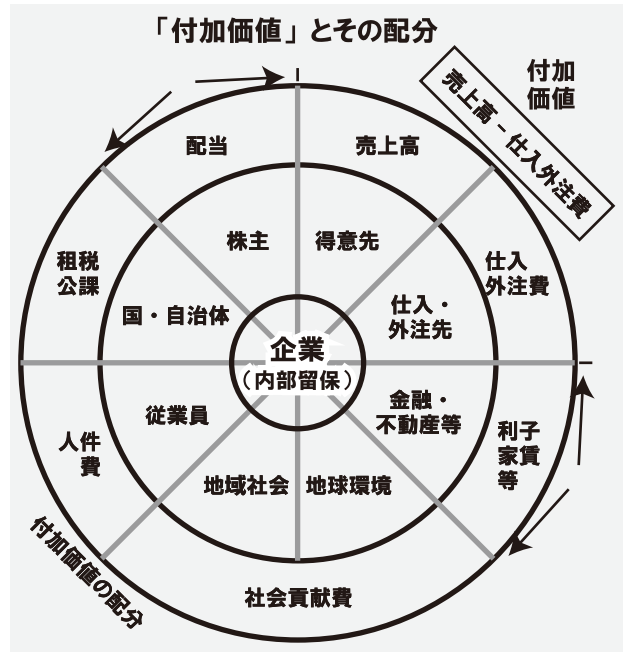 「付加価値」とその配分
付加
価値
売上高－仕入外注費
配当
売上高
株主
得意先
租税
公課
仕入
外注費
国・自治体
仕入・
外注先
企業
（内部留保）
従業員
金融・
不動産等
人件
費
利子
家賃
等
地域社会
地球環境
付加価値の配分
社会貢献費